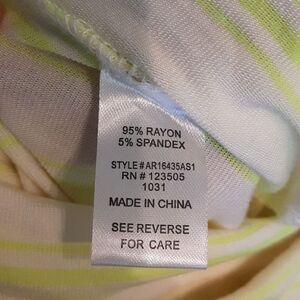 95% RAYON
5% SPANDEX
STYLE#AR16435AS1
RN # 123505
1031
MADE IN CHINA
SEE REVERSE
FOR CARE